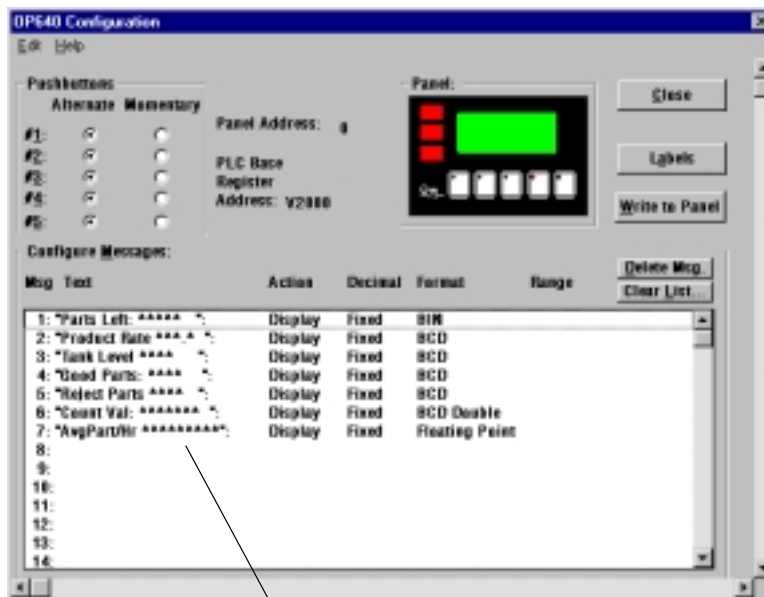 OP640 Configuration
Edit Help
Pushbuttons
Alternate Momentary
#1:
#2:
#3:
#4:
#5:
Panel Address: 0
PLC Base
Register
Address: V2000
Panel:
Close
Labels
Write to Panel
Configure Messages:
Delete Msg.
Clear List...
Msg Text Action Decimal Format Range
1: "Parts Left: ^^^^^ ": Display Fixed BIN
2: "Product Rate ^^^.^ ": Display Fixed BCD
3: "Tank Level ^^^^ ": Display Fixed BCD
4: "Good Parts: ^^^^ ": Display Fixed BCD
5: "Reject Parts ^^^^ ": Display Fixed BCD
6: "Count Val: ^^^^^^^ ": Display Fixed BCD Double
7: "AvgPart/Hr ^^^^^^^^^": Display Fixed Floating Point
8:
9:
10:
11:
12:
13:
14: